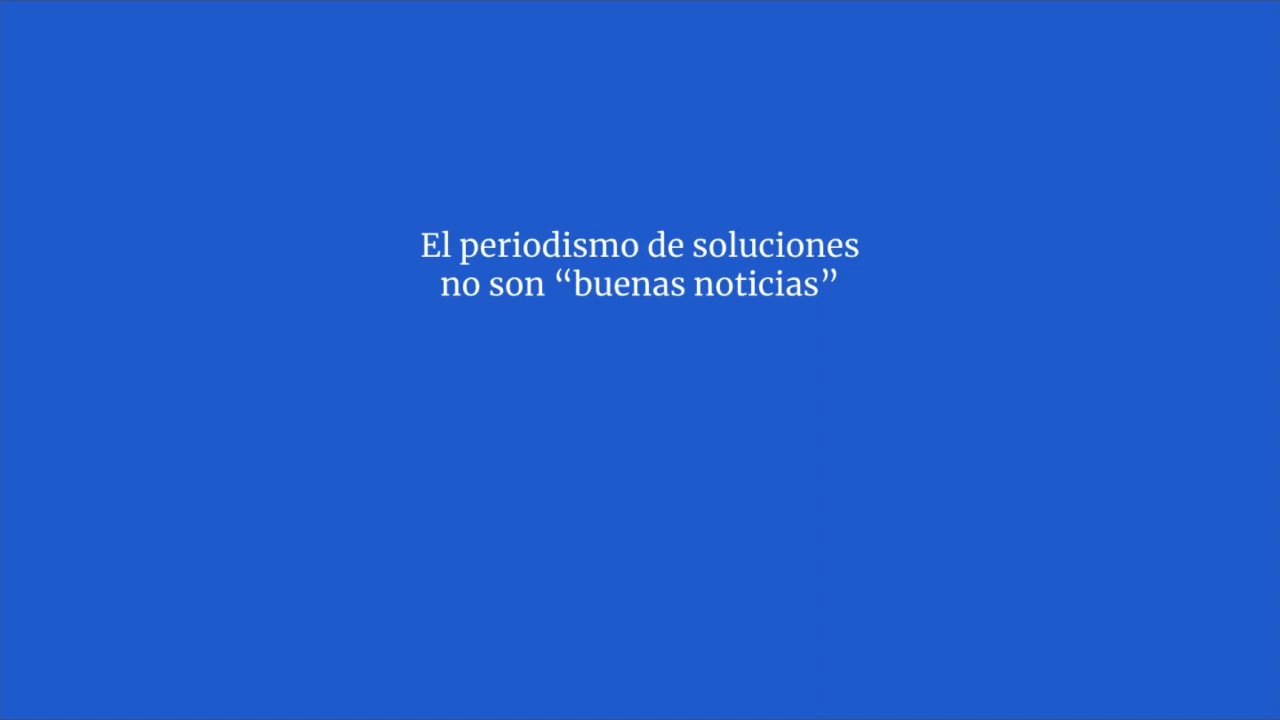 El periodismo de soluciones
no son “buenas noticias”